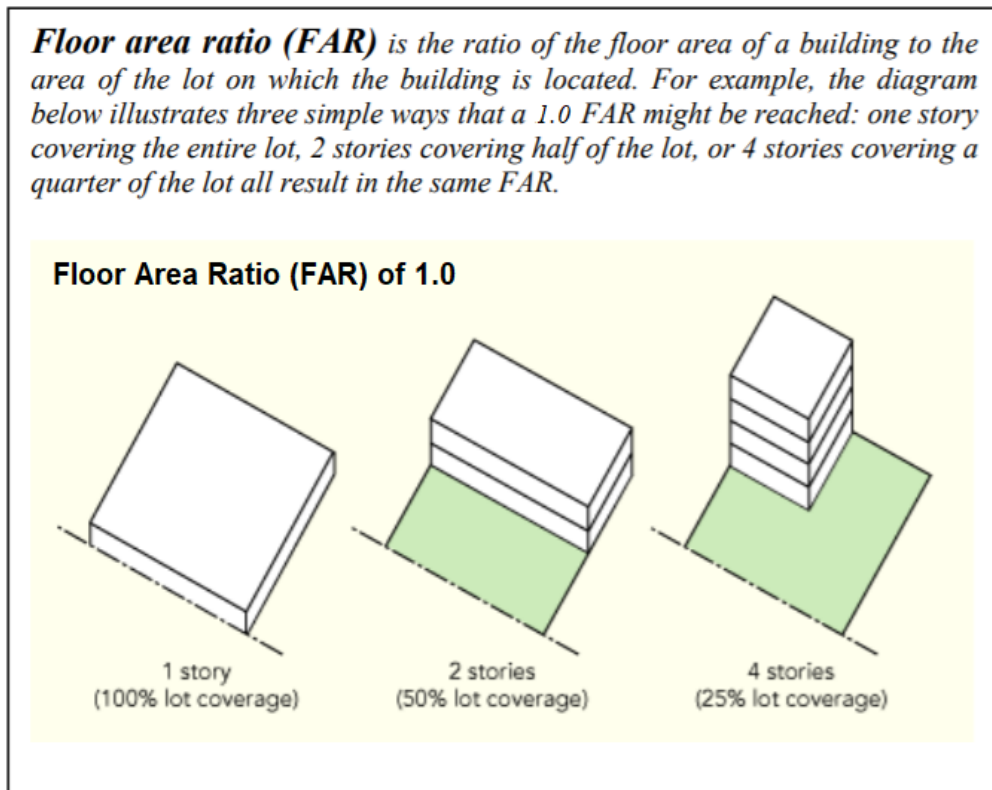 Floor area ratio (FAR) is the ratio of the floor area of a building to the
area of the lot on which the building is located. For example, the diagram
below illustrates three simple ways that a 1.0 FAR might be reached: one story
covering the entire lot, 2 stories covering half of the lot, or 4 stories covering a
quarter of the lot all result in the same FAR.
Floor Area Ratio (FAR) of 1.0
1 story
(100% lot coverage)
2 stories
(50% lot coverage)
4 stories
(25% lot coverage)